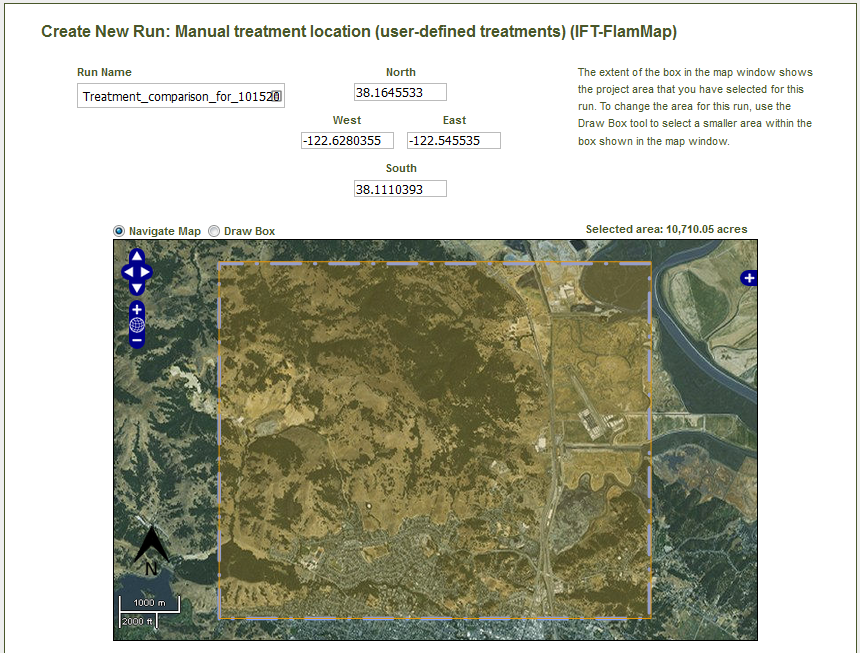 Create New Run: Manual treatment location (user-defined treatments) (IFT-FlamMap)
Run Name
Treatment_comparison_for_101520
North
38.1645533
West
East
-122.6280355
-122.545535
South
38.1110393
The extent of the box in the map window shows
the project area that you have selected for this
run. To change the area for this run, use the
Draw Box tool to select a smaller area within the
box shown in the map window.
Navigate Map
Draw Box
Selected area: 10,710.05 acres
N
1000 m
2000 ft